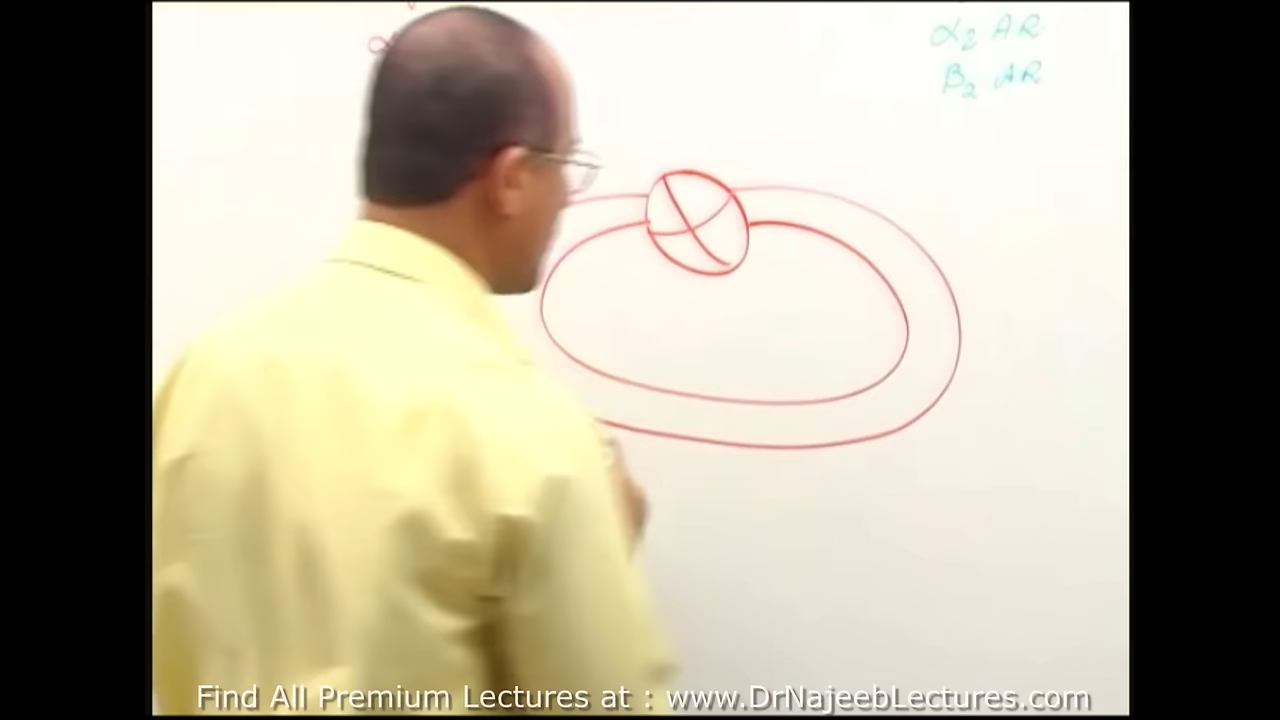 α
α₂ AR
β₂ AR
Find All Premium Lectures at : www.DrNajeebLectures.com